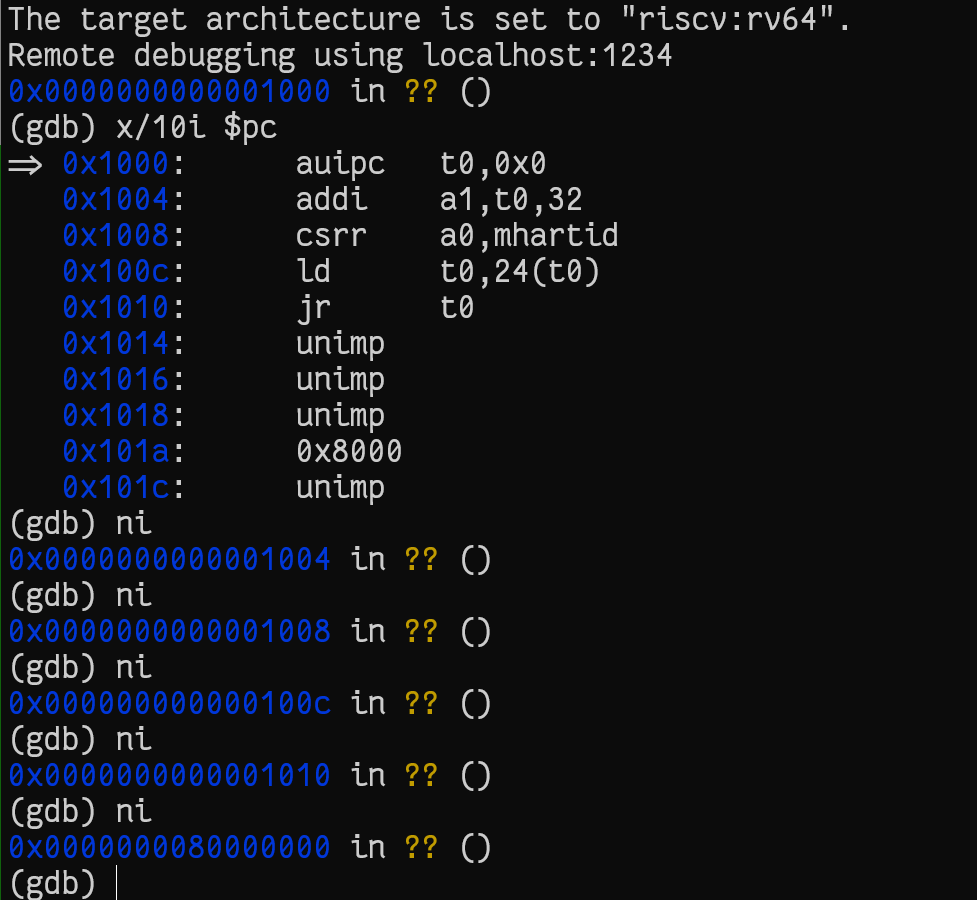 The target architecture is set to "riscv:rv64".
Remote debugging using localhost:1234
0x0000000000001000 in ?? ()
(gdb) x/10i $pc
=> 0x1000:      auipc   t0,0x0
   0x1004:      addi    a1,t0,32
   0x1008:      csrr    a0,mhartid
   0x100c:      ld      t0,24(t0)
   0x1010:      jr      t0
   0x1014:      unimp
   0x1016:      unimp
   0x1018:      unimp
   0x101a:      0x8000
   0x101c:      unimp
(gdb) ni
0x0000000000001004 in ?? ()
(gdb) ni
0x0000000000001008 in ?? ()
(gdb) ni
0x000000000000100c in ?? ()
(gdb) ni
0x0000000000001010 in ?? ()
(gdb) ni
0x0000000080000000 in ?? ()
(gdb)